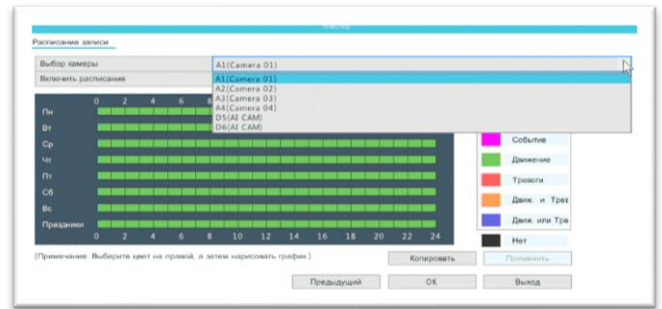 Мастер
Расписание записи
Выбор камеры A1(Camera 01)
Включить расписание A1(Camera 01)
A2(Camera 02)
A3(Camera 03)
A4(Camera 04)
D5(AI CAM)
D6(AI CAM)
0 2 4 6 8
Пн
Вт
Ср Событие
Чт Движение
Пт Тревоги
Сб Движ. и Трев
Вс Движ. или Тре
Праздники
0 2 4 6 8 10 12 14 16 18 20 22 24
Нет
(Примечание: Выберите цвет на правой, а затем нарисовать график.) Копировать Применить
Предыдущий OK Выход